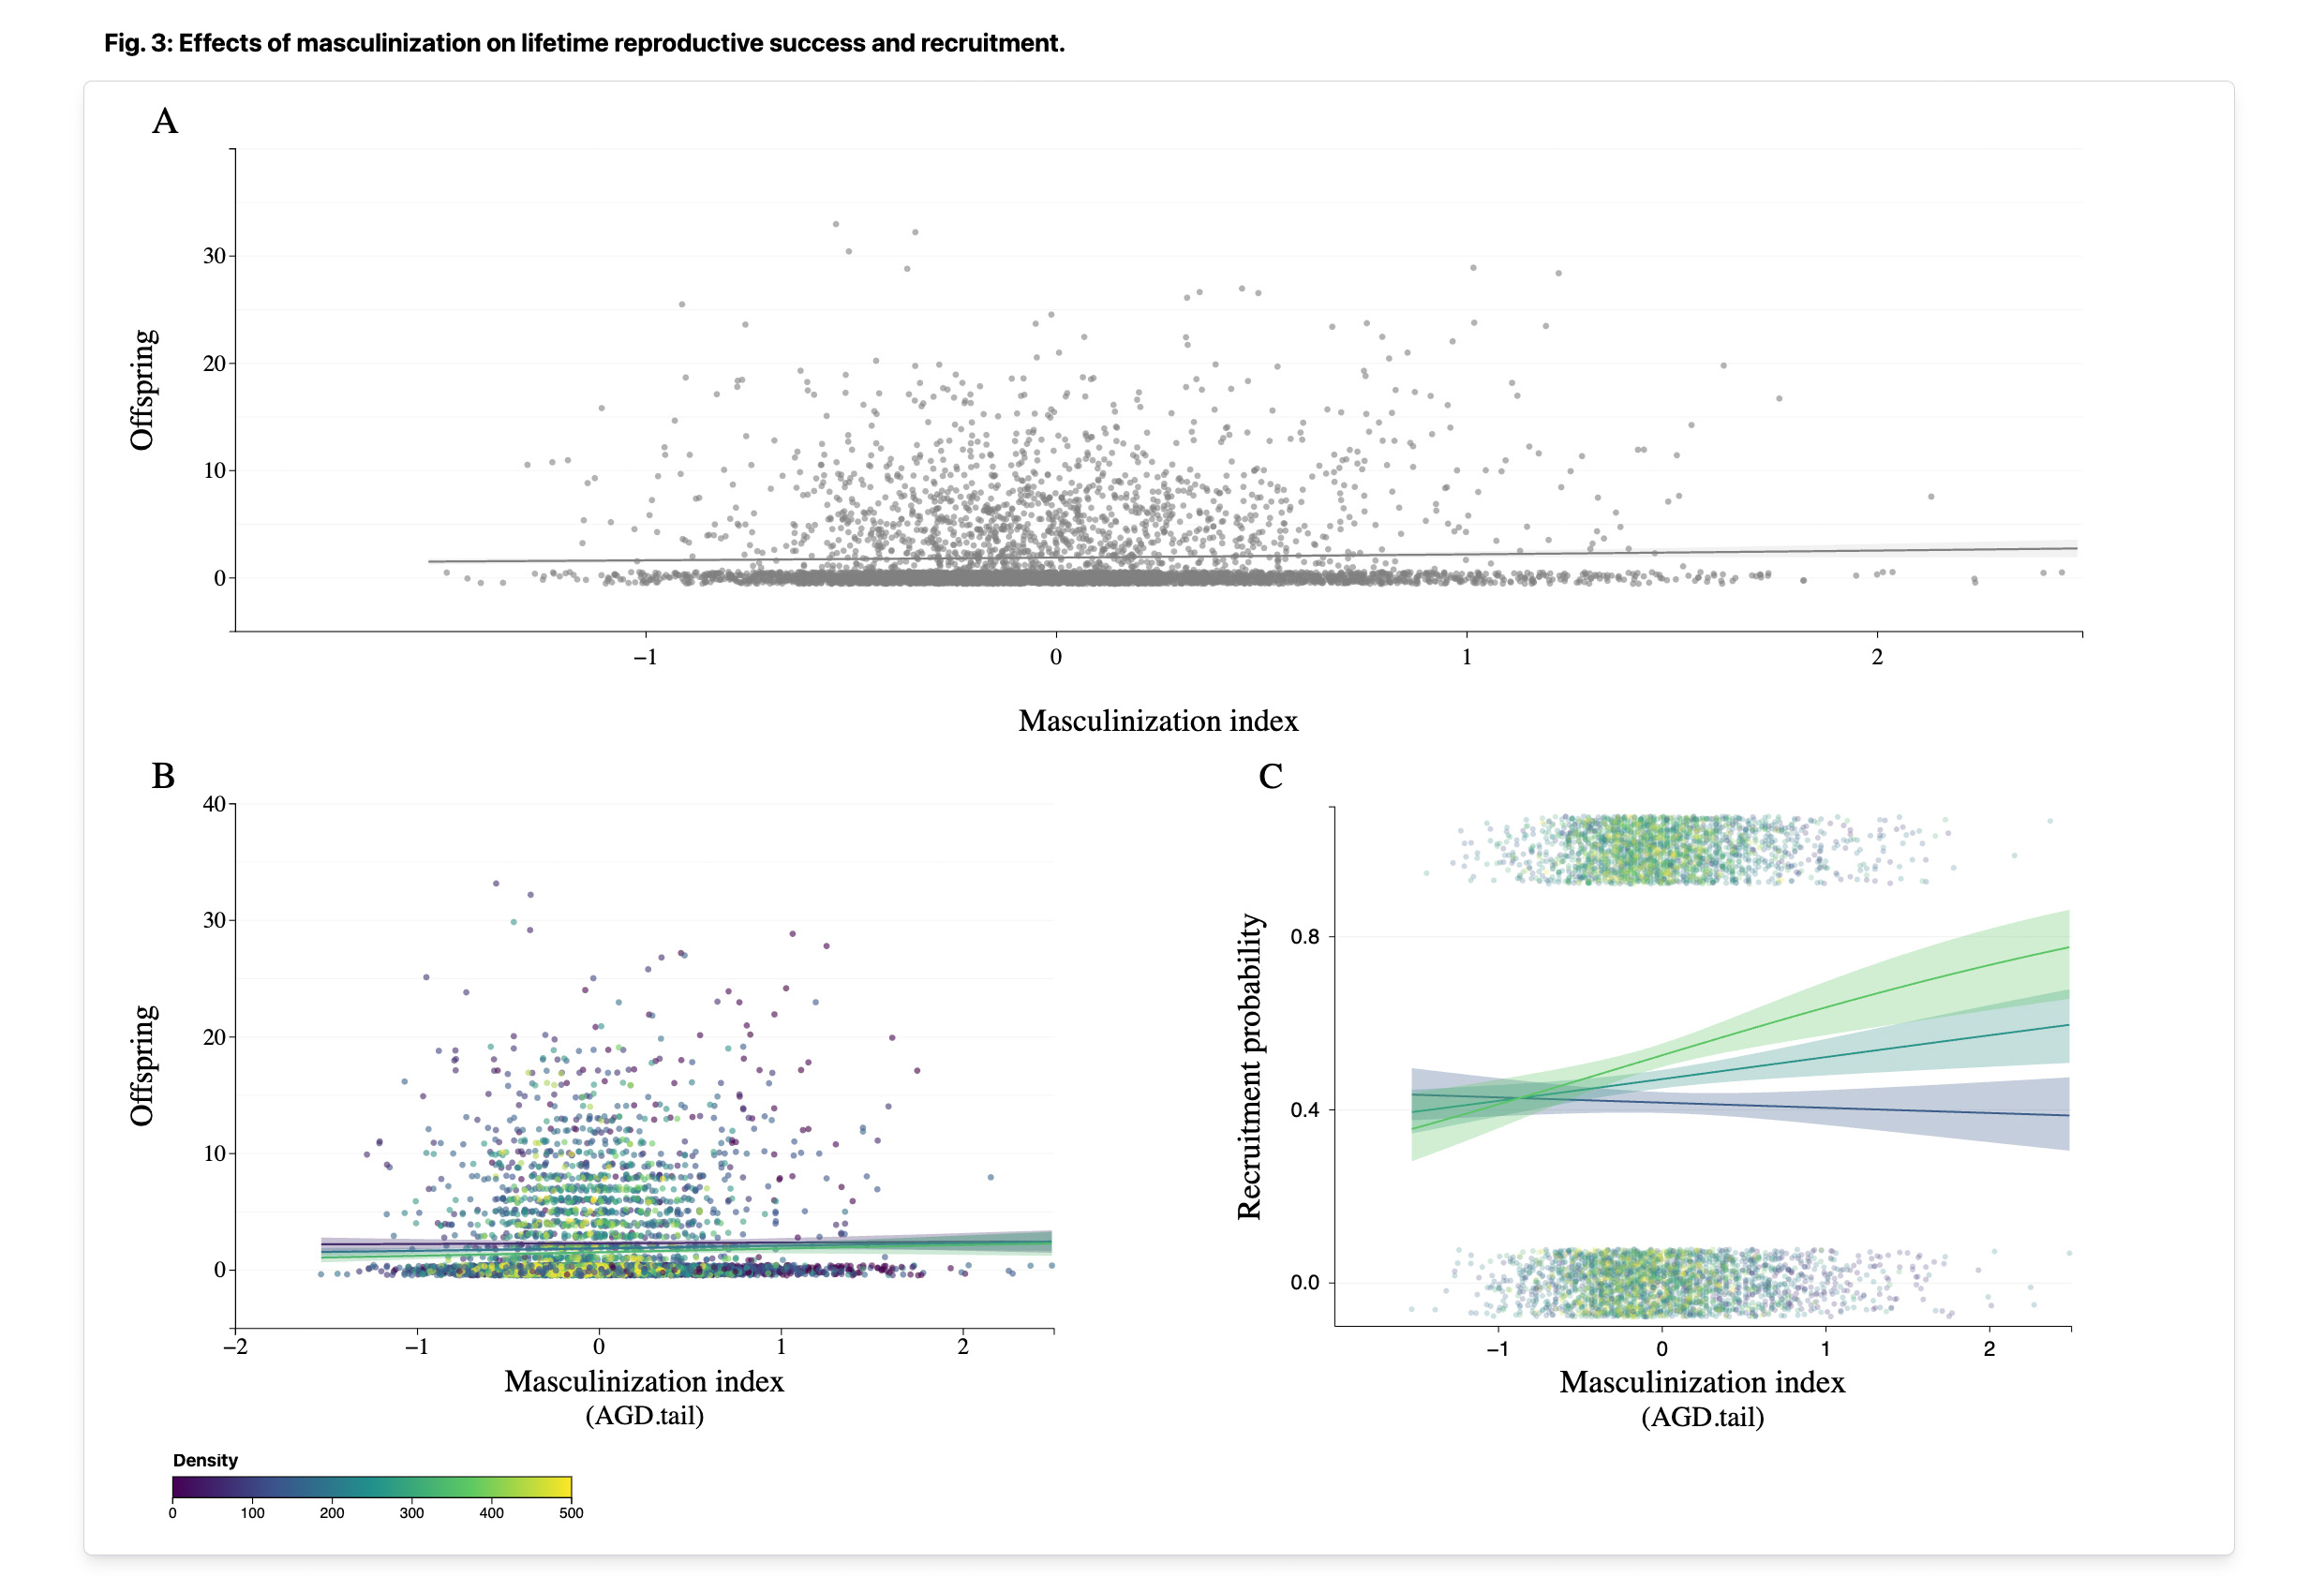 Fig. 3: Effects of masculinization on lifetime reproductive success and recruitment.
A
Offspring
30
20
10
0
−1
0
1
2
Masculinization index
B
Offspring
40
30
20
10
0
−2
−1
0
1
2
Masculinization index
(AGD.tail)
C
Recruitment probability
0.8
0.4
0.0
−1
0
1
2
Masculinization index
(AGD.tail)
Density
0
100
200
300
400
500